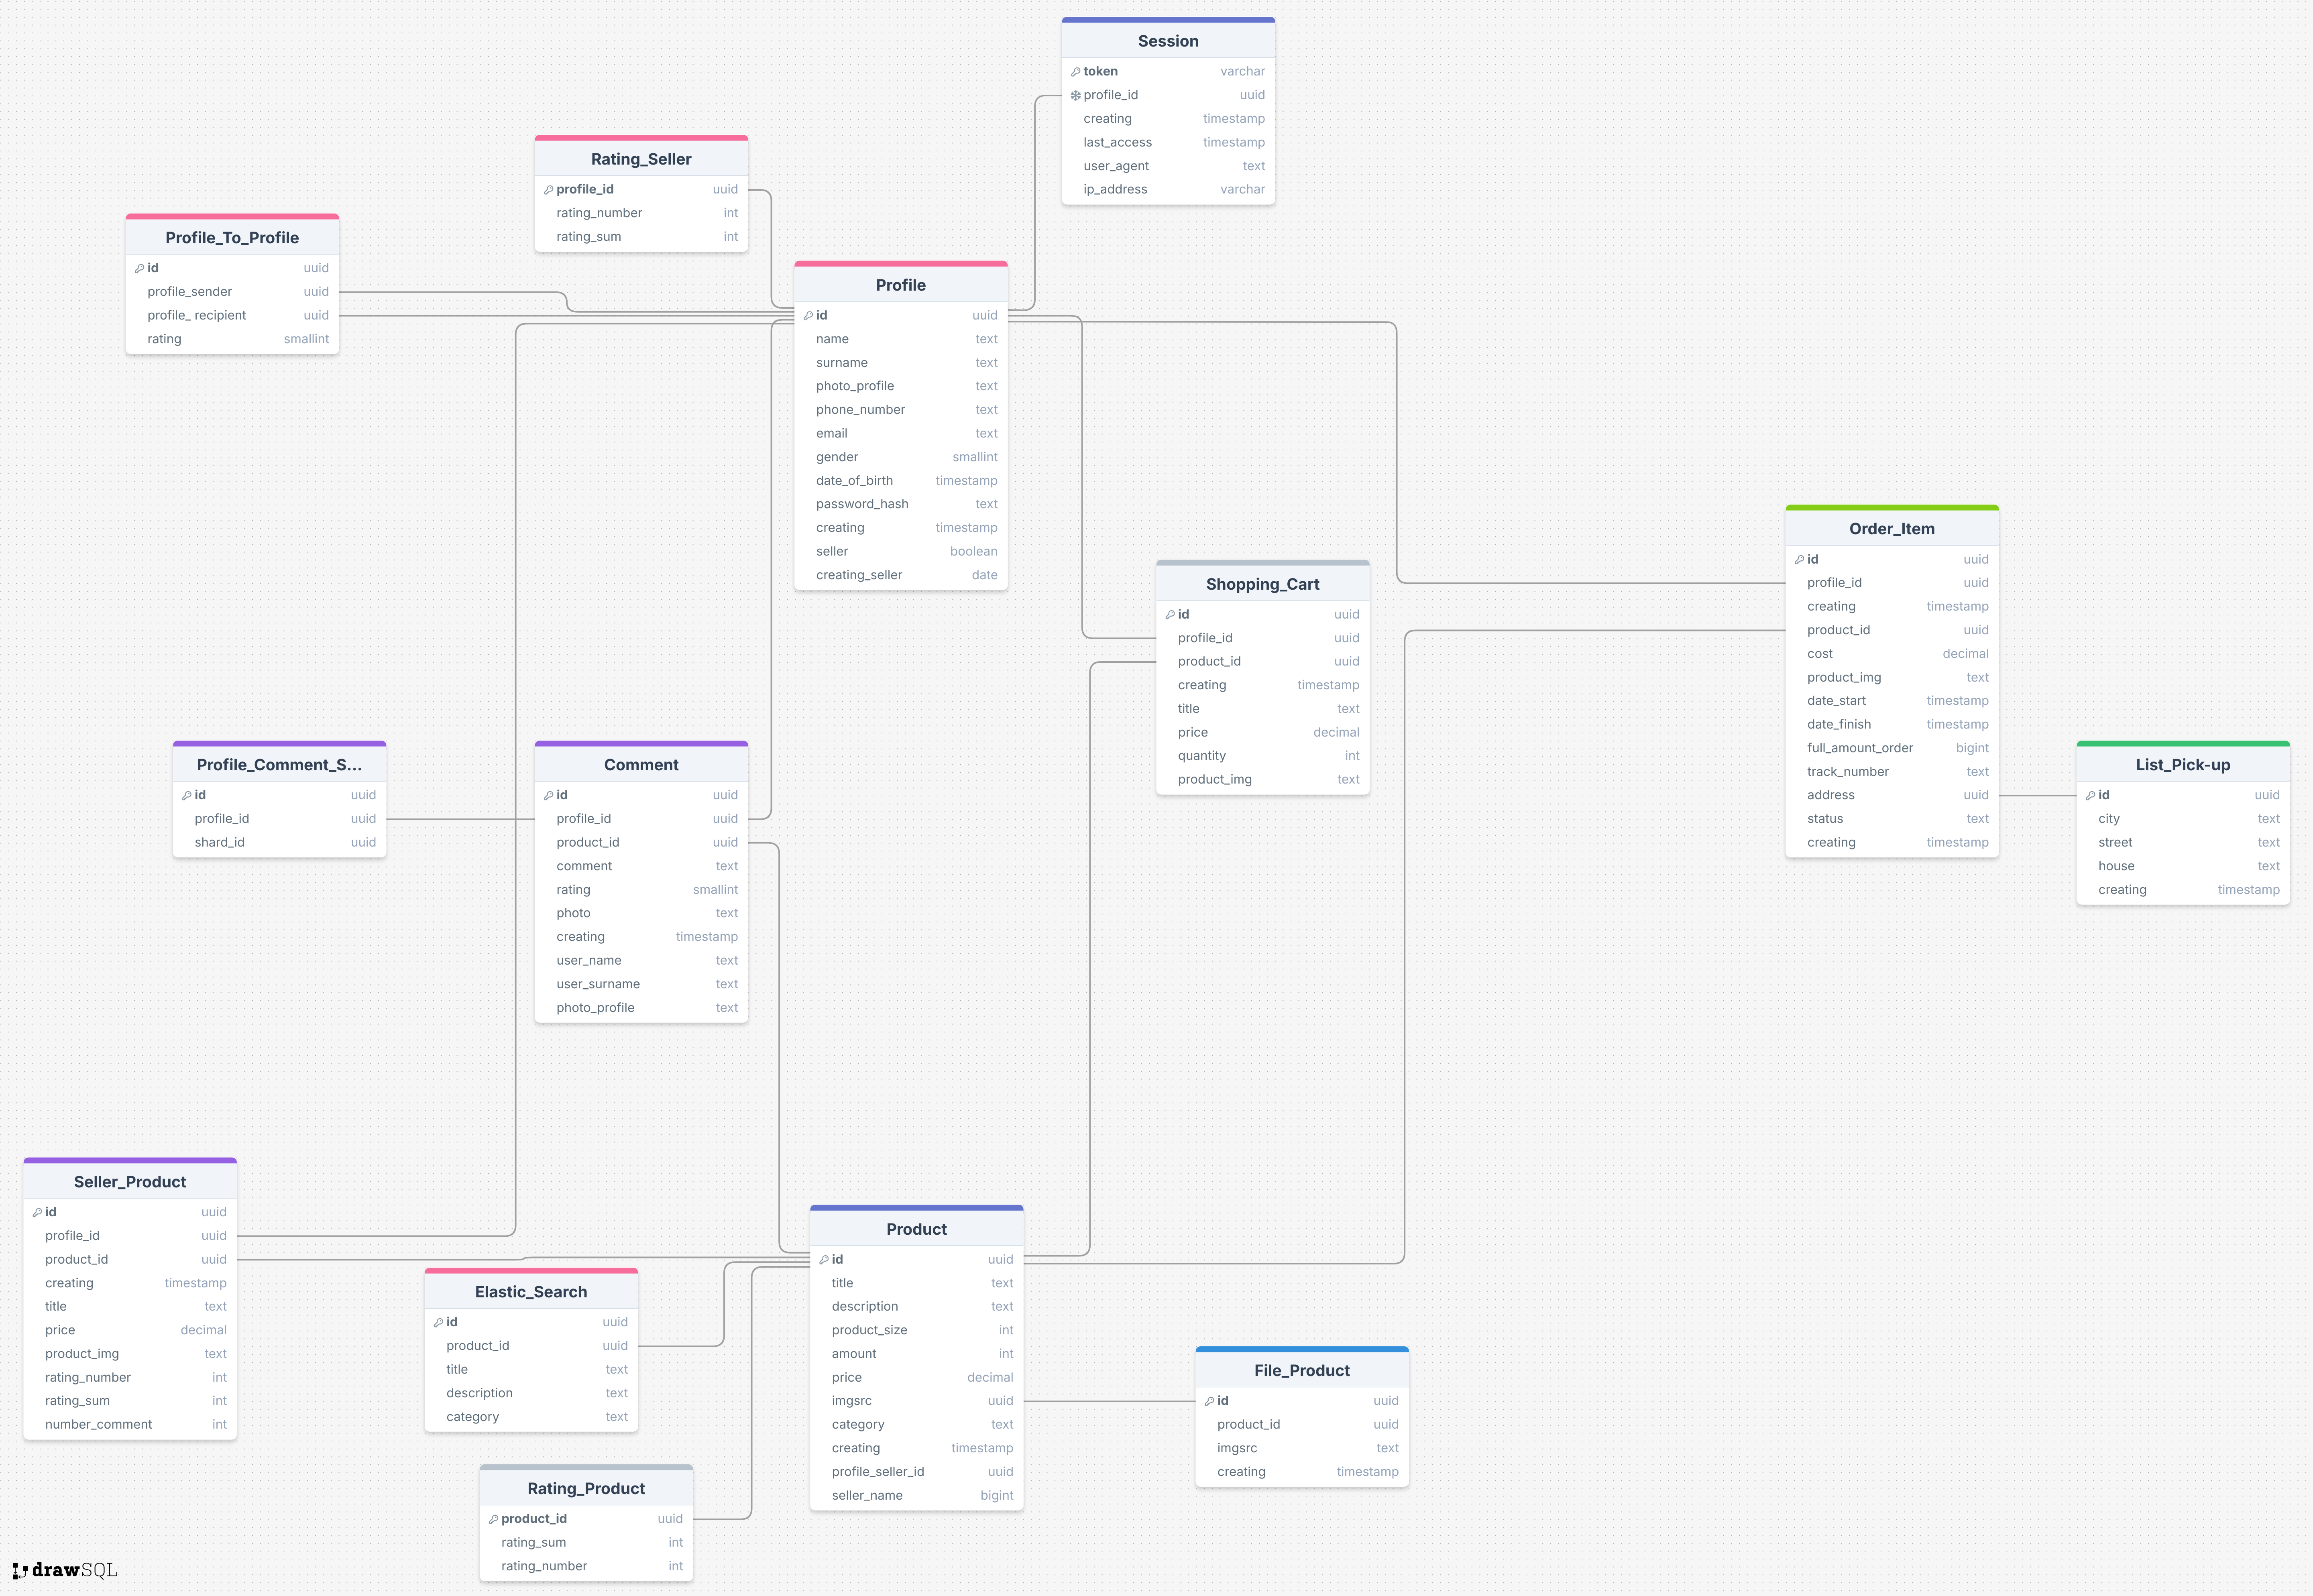 Session
token varchar
profile_id uuid
creating timestamp
last_access timestamp
user_agent text
ip_address varchar
Rating_Seller
profile_id uuid
rating_number int
rating_sum int
Profile_To_Profile
id uuid
profile_sender uuid
profile_ recipient uuid
rating smallint
Profile
id uuid
name text
surname text
photo_profile text
phone_number text
email text
gender smallint
date_of_birth timestamp
password_hash text
creating timestamp
seller boolean
creating_seller date
Order_Item
id uuid
profile_id uuid
creating timestamp
product_id uuid
cost decimal
product_img text
date_start timestamp
date_finish timestamp
full_amount_order bigint
track_number text
address uuid
status text
creating timestamp
Shopping_Cart
id uuid
profile_id uuid
product_id uuid
creating timestamp
title text
price decimal
quantity int
product_img text
Profile_Comment_S...
id uuid
profile_id uuid
shard_id uuid
Comment
id uuid
profile_id uuid
product_id uuid
comment text
rating smallint
photo text
creating timestamp
user_name text
user_surname text
photo_profile text
List_Pick-up
id uuid
city text
street text
house text
creating timestamp
Seller_Product
id uuid
profile_id uuid
product_id uuid
creating timestamp
title text
price decimal
product_img text
rating_number int
rating_sum int
number_comment int
Elastic_Search
id uuid
product_id uuid
title text
description text
category text
Product
id uuid
title text
description text
product_size int
amount int
price decimal
imgsrc uuid
category text
creating timestamp
profile_seller_id uuid
seller_name bigint
File_Product
id uuid
product_id uuid
imgsrc text
creating timestamp
Rating_Product
product_id uuid
rating_sum int
rating_number int
drawSQL